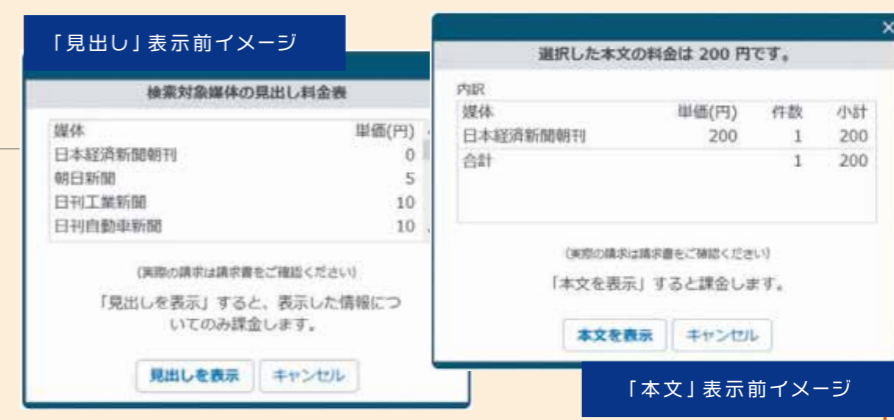 「見出し」表示前イメージ
検索対象媒体の見出し料金表
媒体 単価(円)
日本経済新聞朝刊 0
朝日新聞 5
日刊工業新聞 10
日刊自動車新聞 10
(実際の請求は請求書をご確認ください)
「見出しを表示」すると、表示した情報につ
いてのみ課金します。
見出しを表示 キャンセル
×
選択した本文の料金は 200 円です。
内訳
媒体 単価(円) 件数 小計
日本経済新聞朝刊 200 1 200
合計 1 200
(実際の請求は請求書をご確認ください)
「本文を表示」すると課金します。
本文を表示 キャンセル
「本文」表示前イメージ